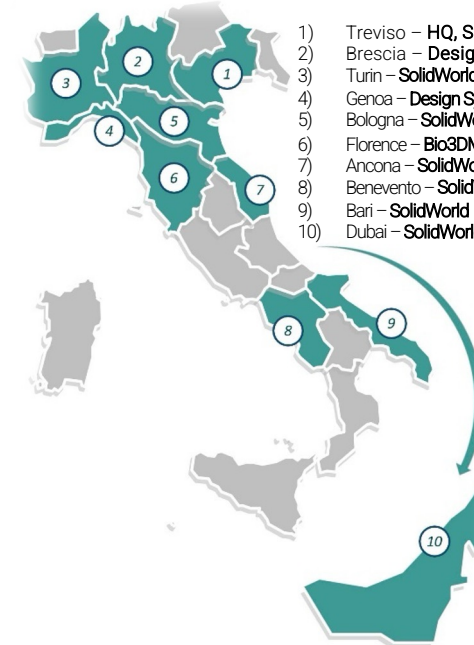 1) Treviso – HQ, S
2) Brescia – Desig
3) Turin – SolidWorld
4) Genoa – Design S
5) Bologna – SolidWo
6) Florence – Bio3DM
7) Ancona – SolidWo
8) Benevento – Solid
9) Bari – SolidWorld
10) Dubai – SolidWorl
2
1
3
5
4
6
7
9
8
10